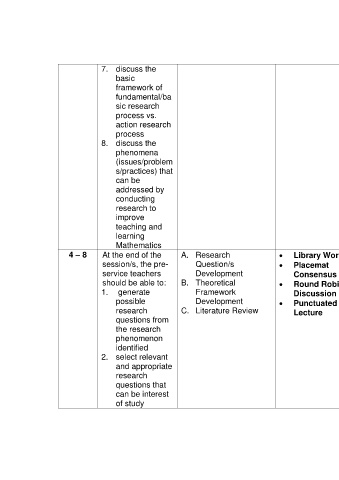 7. discuss the
basic
framework of
fundamental/ba
sic research
process vs.
action research
process
8. discuss the
phenomena
(issues/problem
s/practices) that
can be
addressed by
conducting
research to
improve
teaching and
learning
Mathematics
4 – 8
At the end of the
session/s, the pre-
service teachers
should be able to:
1. generate
possible
research
questions from
the research
phenomenon
identified
2. select relevant
and appropriate
research
questions that
can be interest
of study
A. Research
Question/s
Development
B. Theoretical
Framework
Development
C. Literature Review
• Library Wor
• Placemat
Consensus
• Round Robi
Discussion
• Punctuated
Lecture